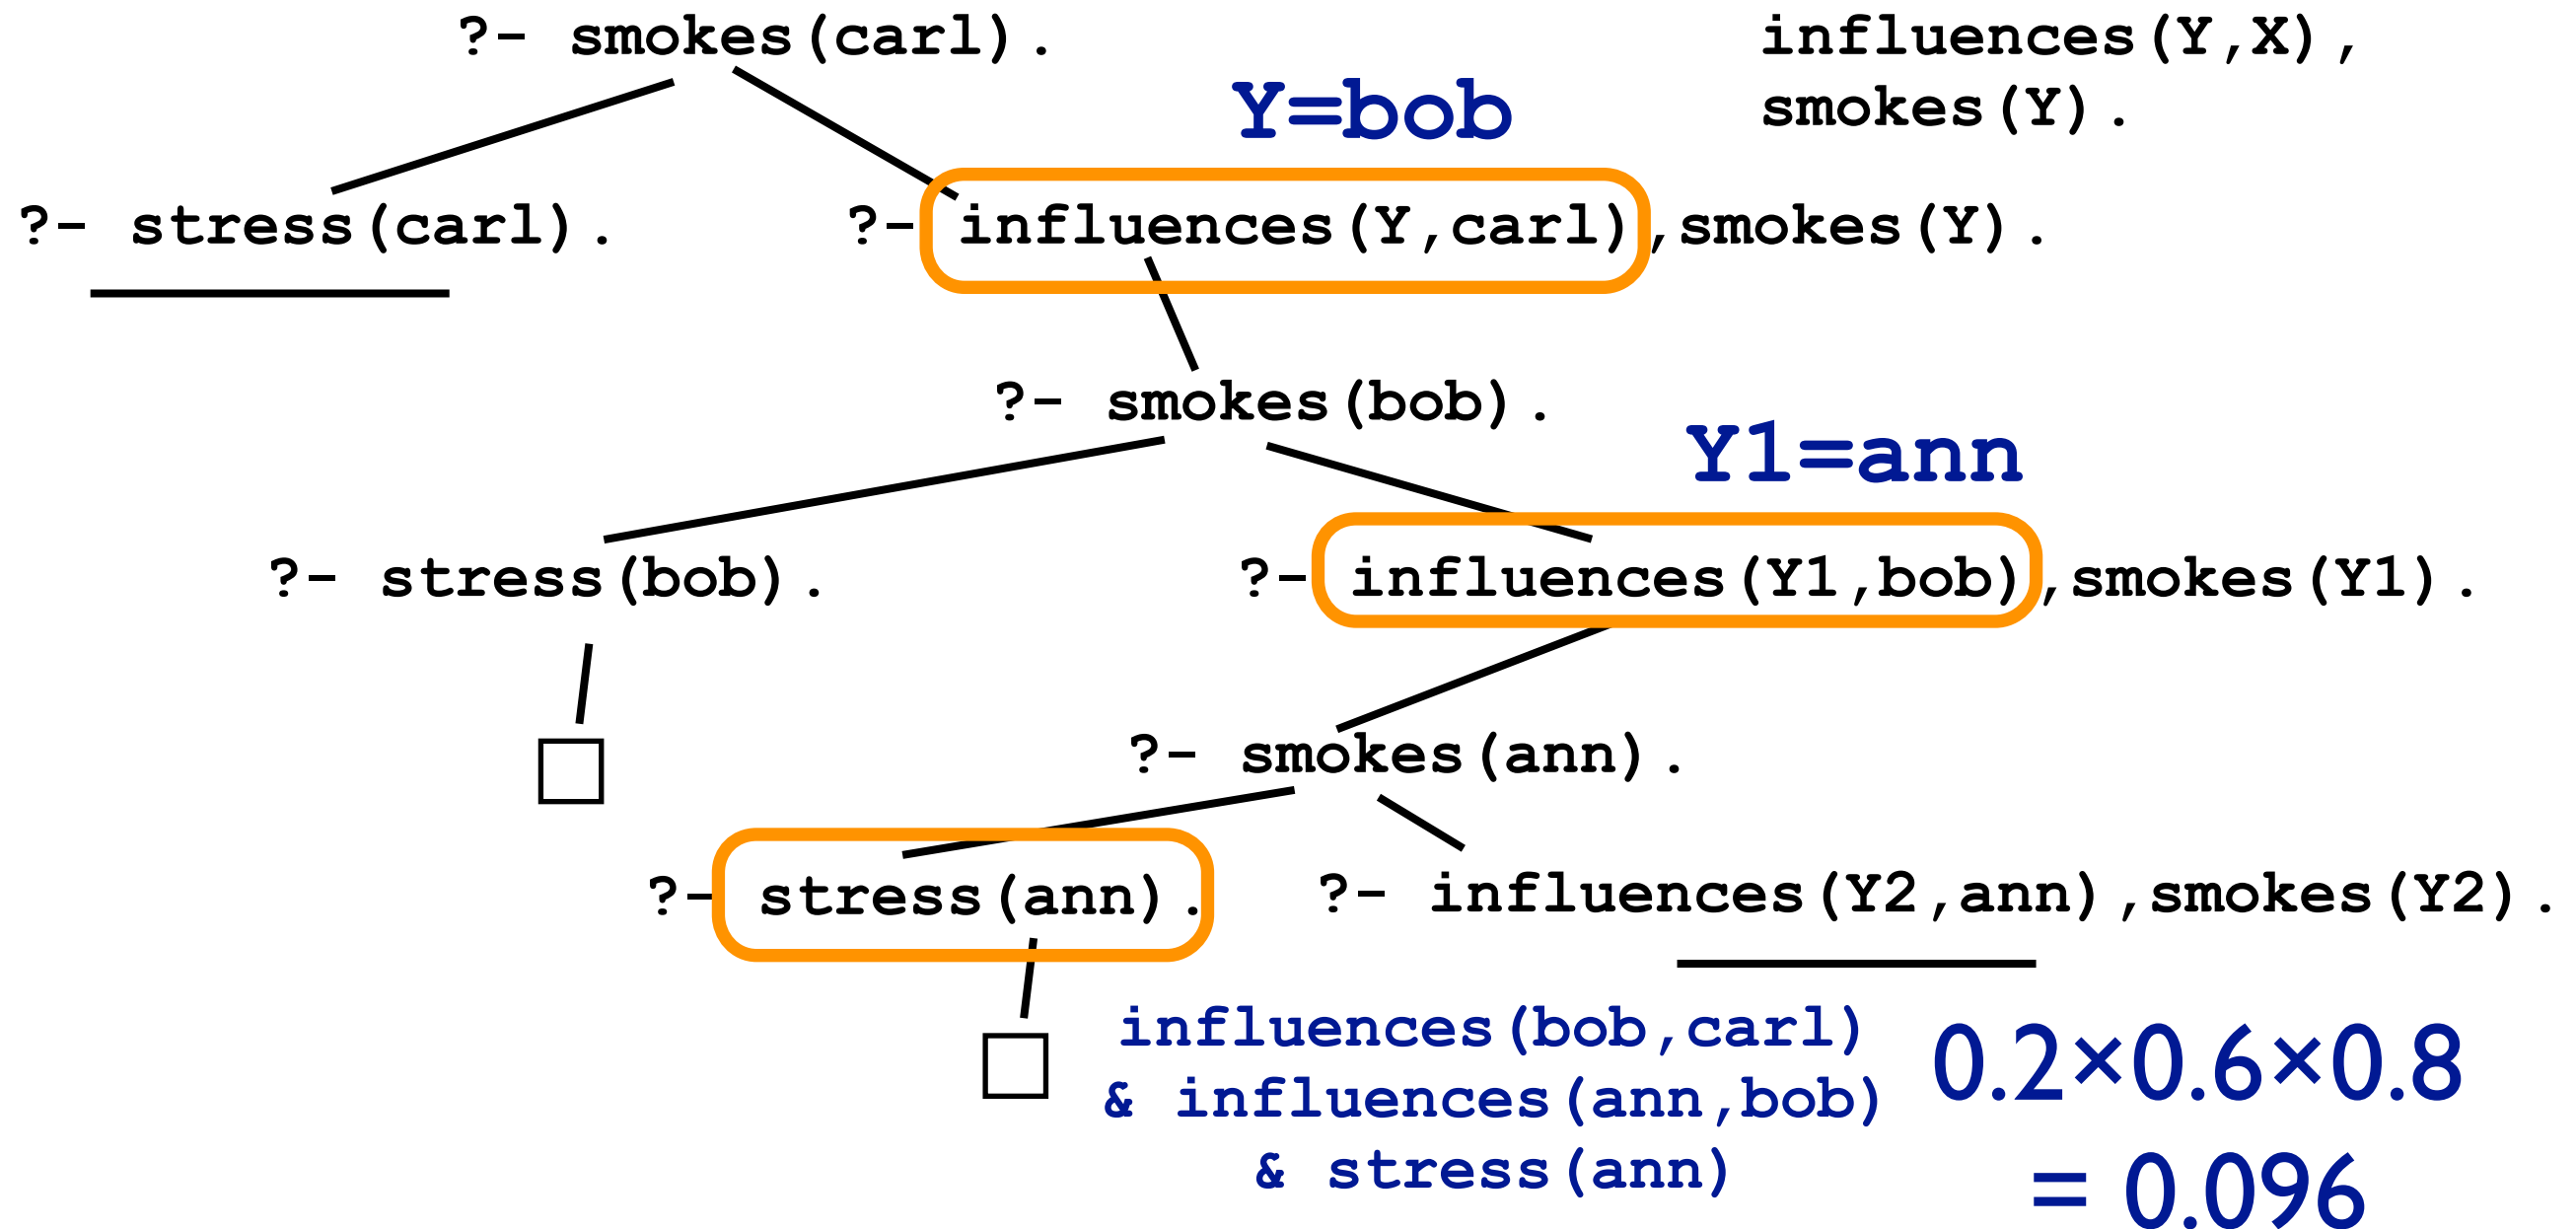 ?- smokes(carl).
influences(Y,X),
smokes(Y).
Y=bob
?- stress(carl).
?- influences(Y,carl),smokes(Y).
?- smokes(bob).
Y1=ann
?- stress(bob).
?- influences(Y1,bob),smokes(Y1).
?- smokes(ann).
?- stress(ann).
?- influences(Y2,ann),smokes(Y2).
influences(bob,carl)
& influences(ann,bob)
& stress(ann)
0.2×0.6×0.8
= 0.096